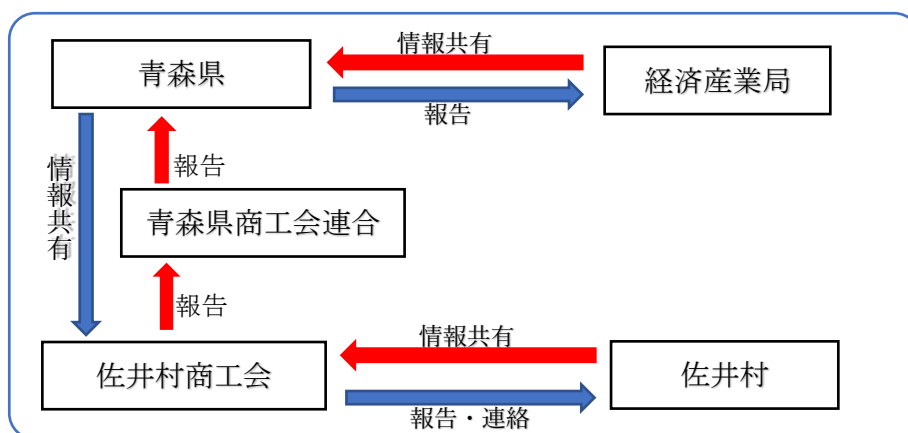 情報共有
青森県
経済産業局
報告
情報共有
報告
青森県商工会連合
報告
情報共有
佐井村商工会
佐井村
報告・連絡